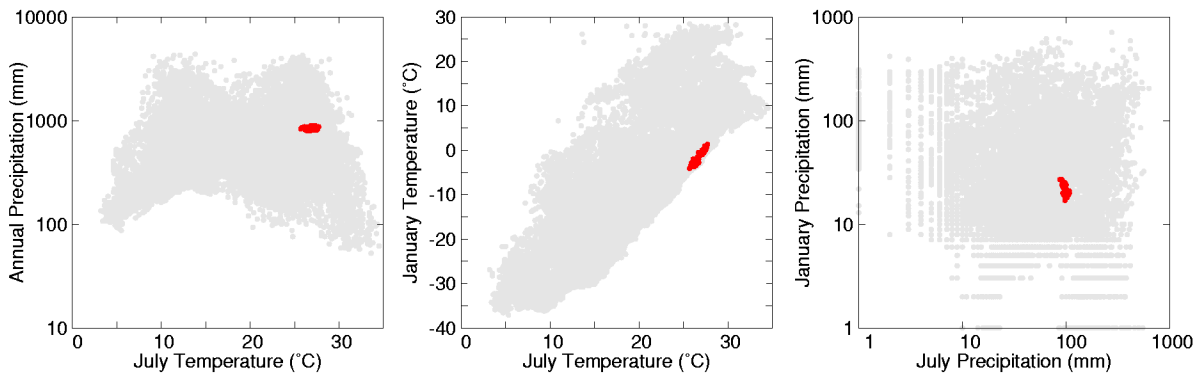 10000
1000
100
10
Annual Precipitation (mm)
0 10 20 30
July Temperature (˚C)
30
20
10
0
-10
-20
-30
-40
January Temperature (˚C)
0 10 20 30
July Temperature (˚C)
1000
100
10
1
January Precipitation (mm)
1 10 100 1000
July Precipitation (mm)